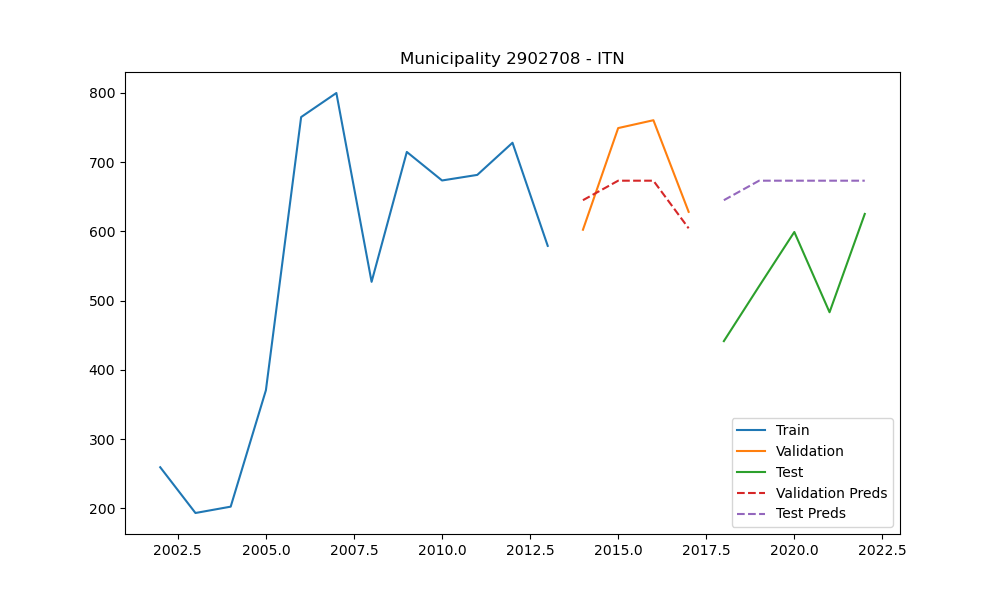 Municipality 2902708 - ITN
800
700
600
500
400
300
200
2002.5 2005.0 2007.5 2010.0 2012.5 2015.0 2017.5 2020.0 2022.5
Train
Validation
Test
Validation Preds
Test Preds